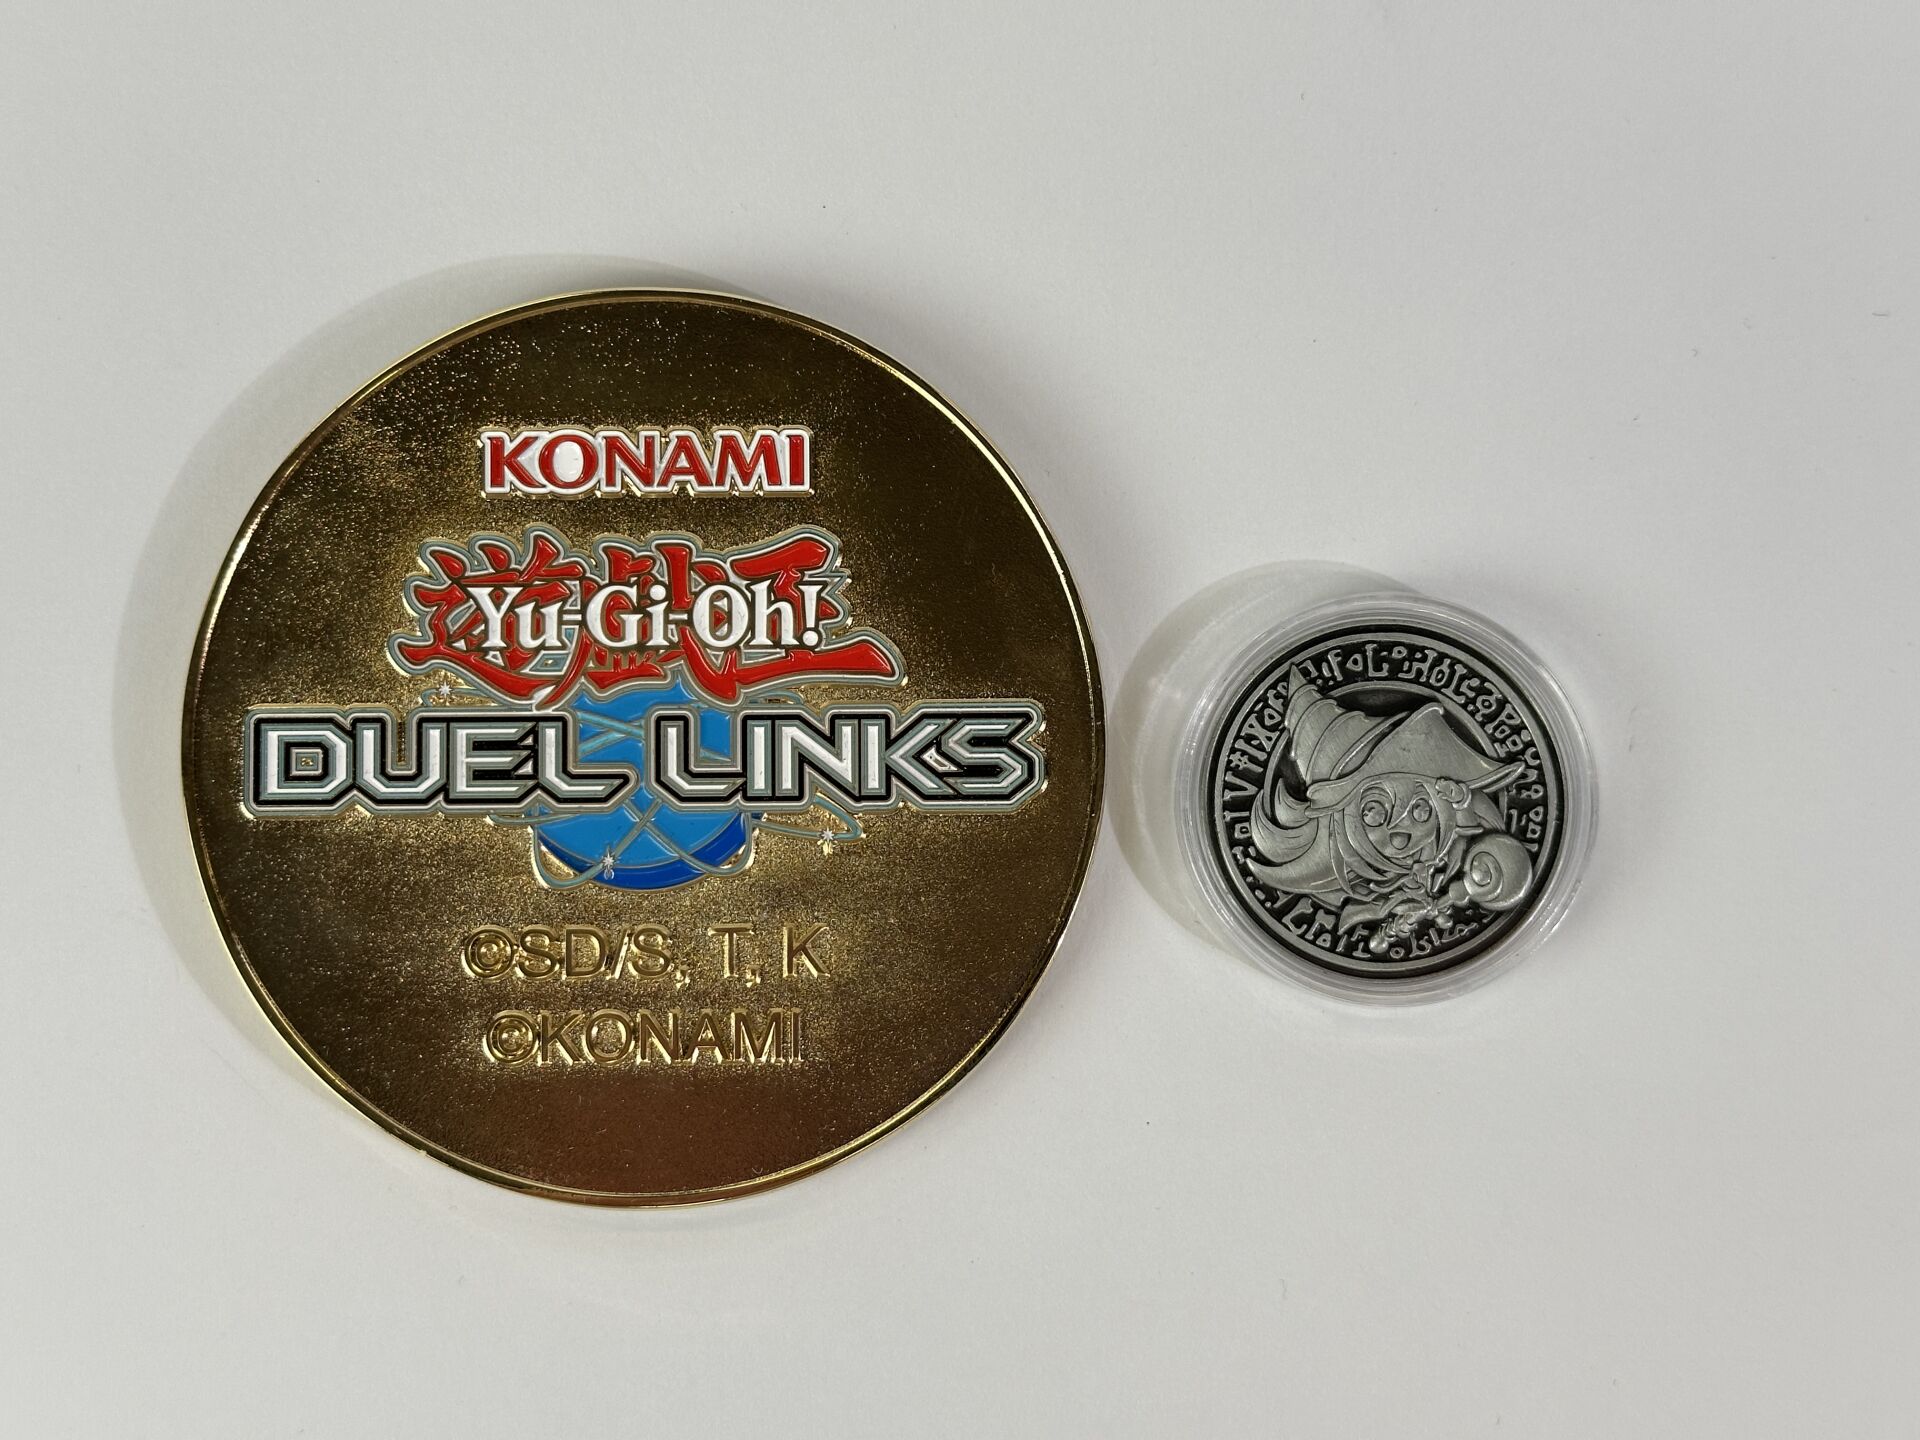 KONAMI
遊戯王
Yu-Gi-Oh!
DUEL LINKS
©SD/S, T, K
©KONAMI